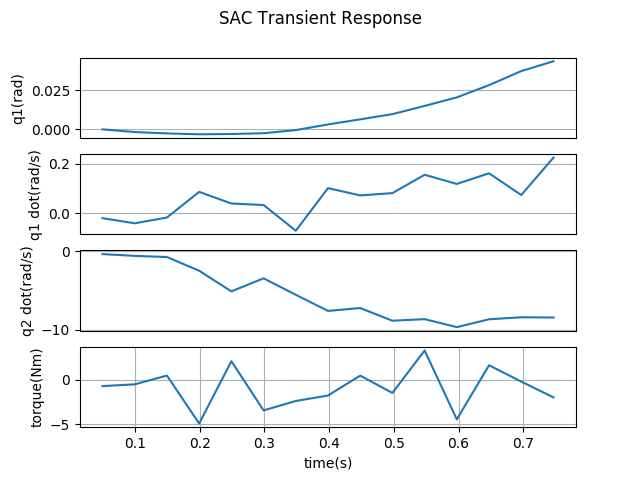 SAC Transient Response
q1(rad)
0.025
0.000
q1 dot(rad/s)
0.2
0.0
q2 dot(rad/s)
0
−10
torque(Nm)
0
−5
0.1 0.2 0.3 0.4 0.5 0.6 0.7
time(s)